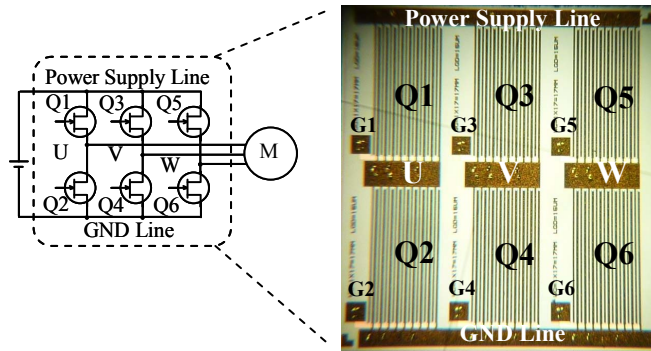 Power Supply Line
Q1 Q3 Q5
U V W
M
Q2 Q4 Q6
GND Line
Power Supply Line
Q1 Q3 Q5
G1 G3 G5
U V W
Q2 Q4 Q6
G2 G4 G6
GND Line